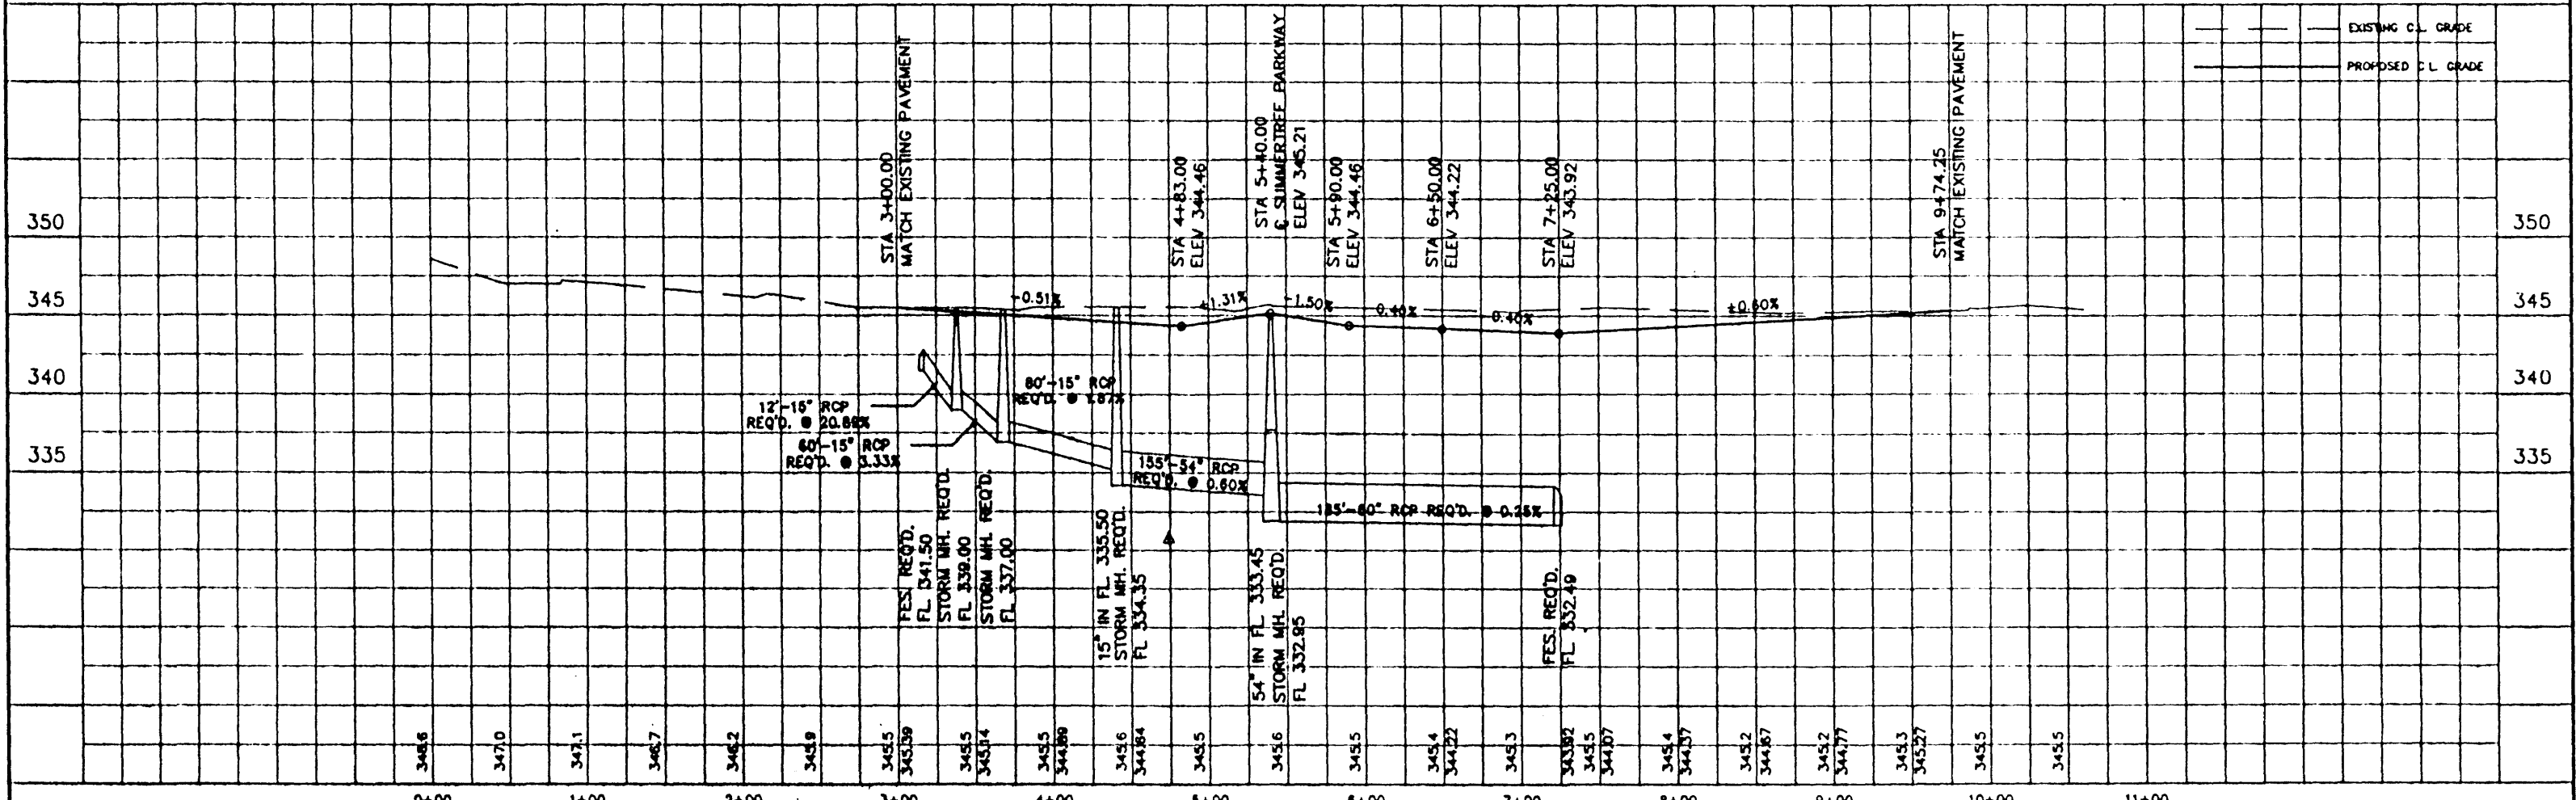 EXISTING C.L. GRADE
PROPOSED C.L. GRADE
STA 3+00.00
MATCH EXISTING PAVEMENT
STA 4+83.00
ELEV 344.46
STA 5+40.00
℄ SUMMERTREE PARKWAY
ELEV 345.21
STA 5+90.00
ELEV 344.46
STA 6+50.00
ELEV 344.22
STA 7+25.00
ELEV 343.92
STA 9+74.25
MATCH EXISTING PAVEMENT
350
350
345
345
340
340
335
335
-0.51%
+1.31%
-1.50%
0.40%
0.40%
±0.60%
12'-15" RCP
REQ'D. @ 20.89%
60'-15" RCP
REQ'D. @ 3.33%
80'-15" RCP
REQ'D. @ 1.87%
155'-54" RCP
REQ'D. @ 0.60%
185'-60" RCP REQ'D. @ 0.25%
FES. REQ'D.
FL 341.50
STORM MH. REQ'D.
FL 339.00
STORM MH. REQ'D.
FL 337.00
15" IN FL. 335.50
STORM MH. REQ'D.
FL 334.35
54" IN FL. 333.45
STORM MH. REQ'D.
FL 332.95
FES. REQ'D.
FL 332.49
348.6
347.0
347.1
346.7
346.2
345.9
345.5
345.39
345.5
345.14
345.5
344.89
345.6
344.64
345.5
345.6
345.5
345.4
344.22
345.3
343.92
345.5
344.07
345.4
344.37
345.2
344.67
345.2
344.77
345.3
345.27
345.5
345.5
0+00 1+00 2+00 3+00 4+00 5+00 6+00 7+00 8+00 9+00 10+00 11+00